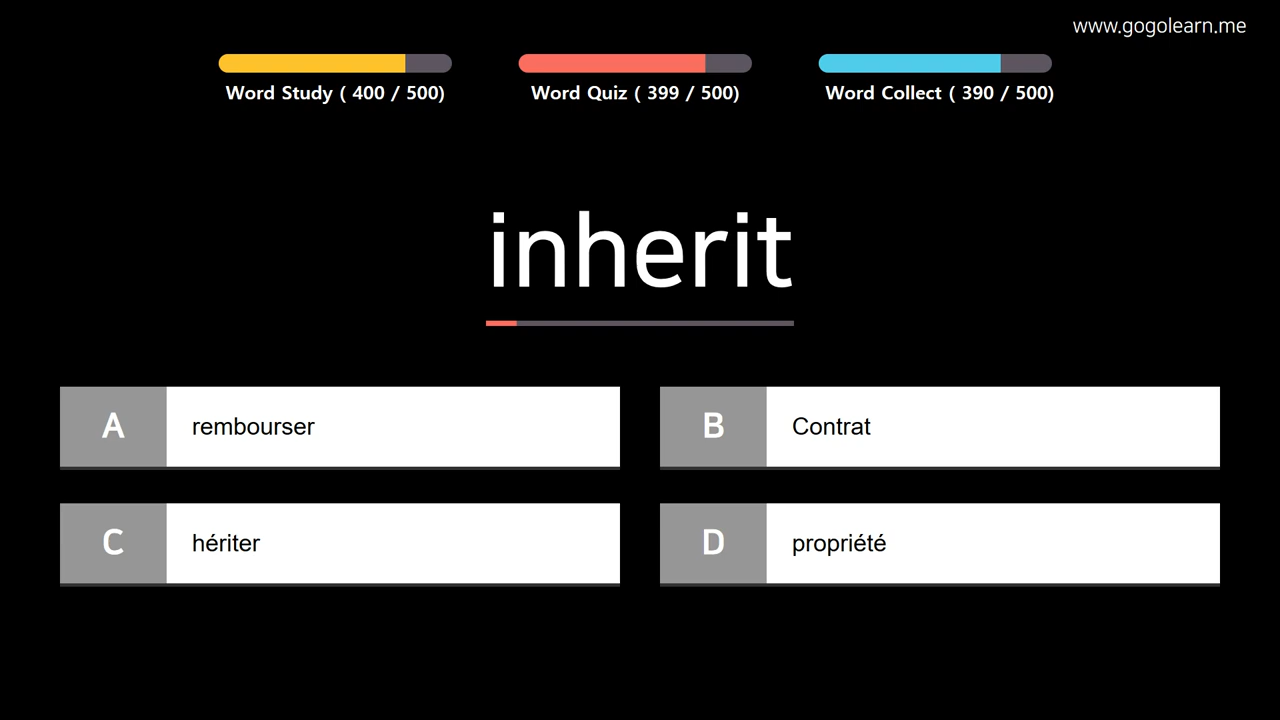 www.gogolearn.me
Word Study ( 400 / 500)
Word Quiz ( 399 / 500)
Word Collect ( 390 / 500)
inherit
A rembourser
B Contrat
C hériter
D propriété